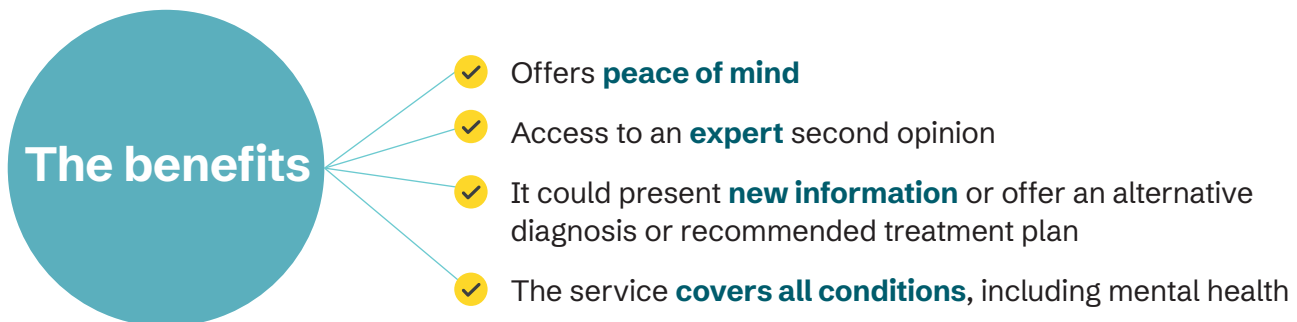 The benefits
Offers peace of mind
Access to an expert second opinion
It could present new information or offer an alternative
diagnosis or recommended treatment plan
The service covers all conditions, including mental health